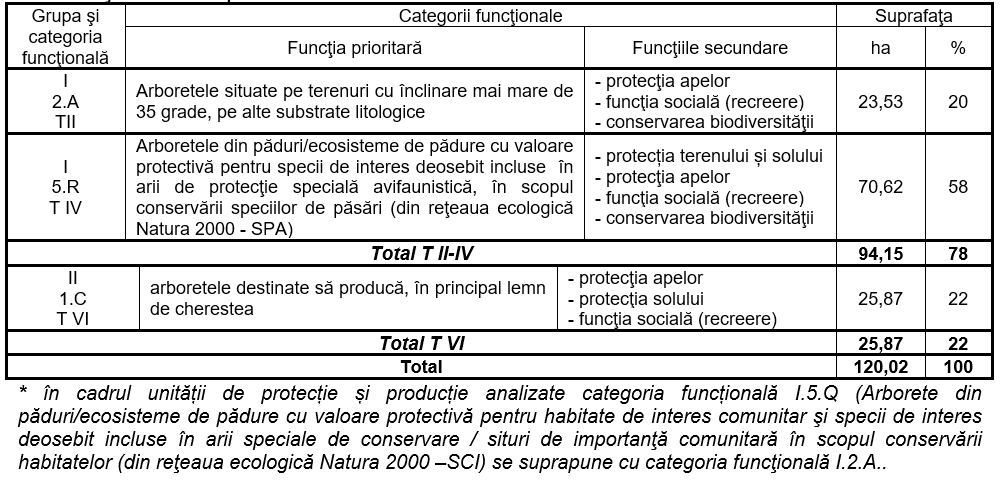 Grupa şi
categoria
funcţională
Categorii funcţionale
Suprafaţa
Funcţia prioritară
Funcţiile secundare
ha
%
I
2.A
TII
Arboretele situate pe terenuri cu înclinare mai mare de
35 grade, pe alte substrate litologice
- protecţia apelor
- funcţia socială (recreere)
- conservarea biodiversităţii
23,53
20
I
5.R
T IV
Arboretele din păduri/ecosisteme de pădure cu valoare
protectivă pentru specii de interes deosebit incluse în
arii de protecţie specială avifaunistică, în scopul
conservării speciilor de păsări (din reţeaua ecologică
Natura 2000 - SPA)
- protecția terenului și solului
- protecţia apelor
- funcţia socială (recreere)
- conservarea biodiversităţii
70,62
58
Total T II-IV
94,15
78
II
1.C
T VI
arboretele destinate să producă, în principal lemn
de cherestea
- protecţia apelor
- protecţia solului
- funcţia socială (recreere)
25,87
22
Total T VI
25,87
22
Total
120,02
100
* în cadrul unității de protecție și producție analizate categoria funcțională I.5.Q (Arborete din
păduri/ecosisteme de pădure cu valoare protectivă pentru habitate de interes comunitar şi specii de interes
deosebit incluse în arii speciale de conservare / situri de importanţă comunitară în scopul conservării
habitatelor (din reţeaua ecologică Natura 2000 –SCI) se suprapune cu categoria funcţională I.2.A..